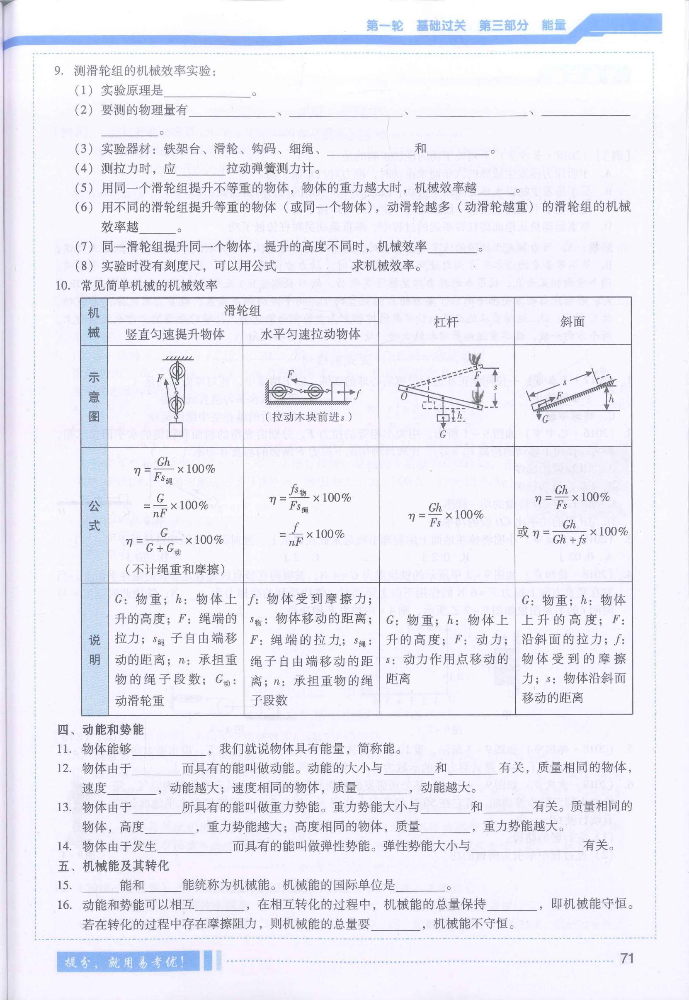 第一轮 基础过关 第三部分 能量
9. 测滑轮组的机械效率实验：
（1）实验原理是______。
（2）要测的物理量有______、______、______、______
______。
（3）实验器材：铁架台、滑轮、钩码、细绳、______和______。
（4）测拉力时，应______拉动弹簧测力计。
（5）用同一个滑轮组提升不等重的物体，物体的重力越大时，机械效率越______。
（6）用不同的滑轮组提升等重的物体（或同一个物体），动滑轮越多（动滑轮越重）的滑轮组的机械
效率越______。
（7）同一滑轮组提升同一个物体，提升的高度不同时，机械效率______。
（8）实验时没有刻度尺，可以用公式______求机械效率。
10. 常见简单机械的机械效率
机械
滑轮组
竖直匀速提升物体
水平匀速拉动物体
杠杆
斜面
示意图
F
F
f
（拉动木块前进s）
O
F
s
h
G
s
F
h
G
公式
η = Gh/Fs绳 ×100%
= G/nF ×100%
η = G/(G + G动) ×100%
（不计绳重和摩擦）
η = fs物/Fs绳 ×100%
= f/nF ×100%
η = Gh/Fs ×100%
η = Gh/Fs ×100%
或 η = Gh/(Gh + fs) ×100%
说明
G：物重；h：物体上
升的高度；F：绳端的
拉力；s绳 子自由端移
动的距离；n：承担重
物的绳子段数；G动：
动滑轮重
f：物体受到摩擦力；
s物：物体移动的距离；
F：绳端的拉力；s绳：
绳子自由端移动的距
离；n：承担重物的绳
子段数
G：物重；h：物体上
升的高度；F：动力；
s：动力作用点移动的
距离
G：物重；h：物体
上升的高度；F：
沿斜面的拉力；f：
物体受到的摩擦
力；s：物体沿斜面
移动的距离
四、动能和势能
11. 物体能够______，我们就说物体具有能量，简称能。
12. 物体由于______而具有的能叫做动能。动能的大小与______和______有关，质量相同的物体，
速度______，动能越大；速度相同的物体，质量______，动能越大。
13. 物体由于______所具有的能叫做重力势能。重力势能大小与______和______有关。质量相同的
物体，高度______，重力势能越大；高度相同的物体，质量______，重力势能越大。
14. 物体由于发生______而具有的能叫做弹性势能。弹性势能大小与______有关。
五、机械能及其转化
15. ______能和______能统称为机械能。机械能的国际单位是______。
16. 动能和势能可以相互______，在相互转化的过程中，机械能的总量保持______，即机械能守恒。
若在转化的过程中存在摩擦阻力，则机械能的总量要______，机械能不守恒。
提分，就用易考优！
71